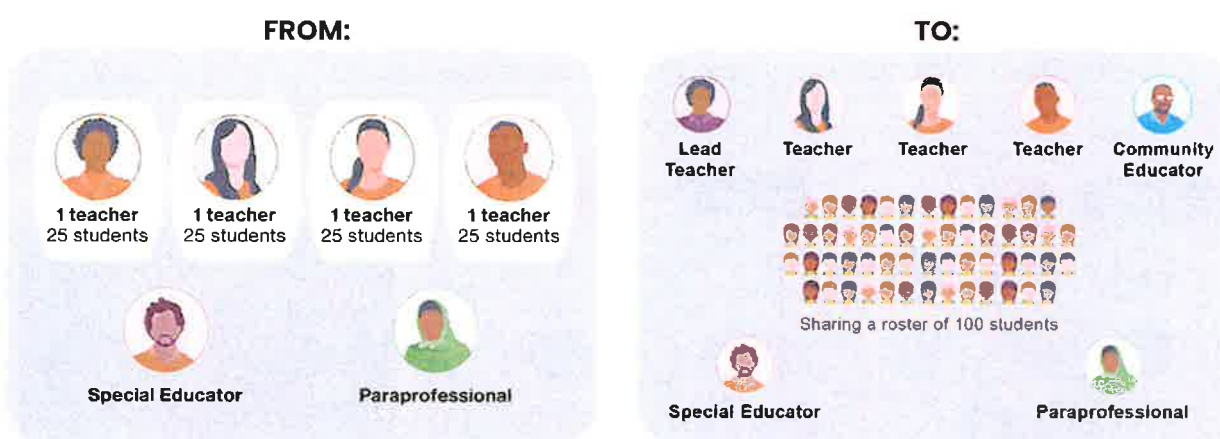 FROM:
1 teacher
25 students
1 teacher
25 students
1 teacher
25 students
1 teacher
25 students
Special Educator
Paraprofessional
TO:
Lead
Teacher
Teacher
Teacher
Teacher
Community
Educator
Sharing a roster of 100 students
Special Educator
Paraprofessional